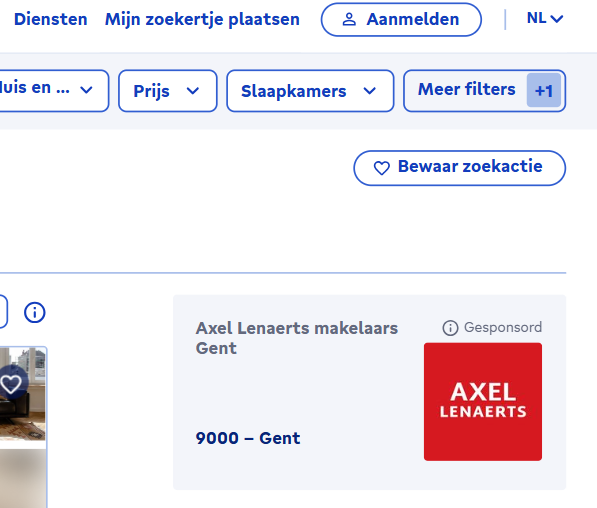 Diensten Mijn zoekertje plaatsen Aanmelden NL
Huis en ... Prijs Slaapkamers Meer filters +1
Bewaar zoekactie
Axel Lenaerts makelaars Gent
Gesponsord
AXEL
LENAERTS
9000 – Gent